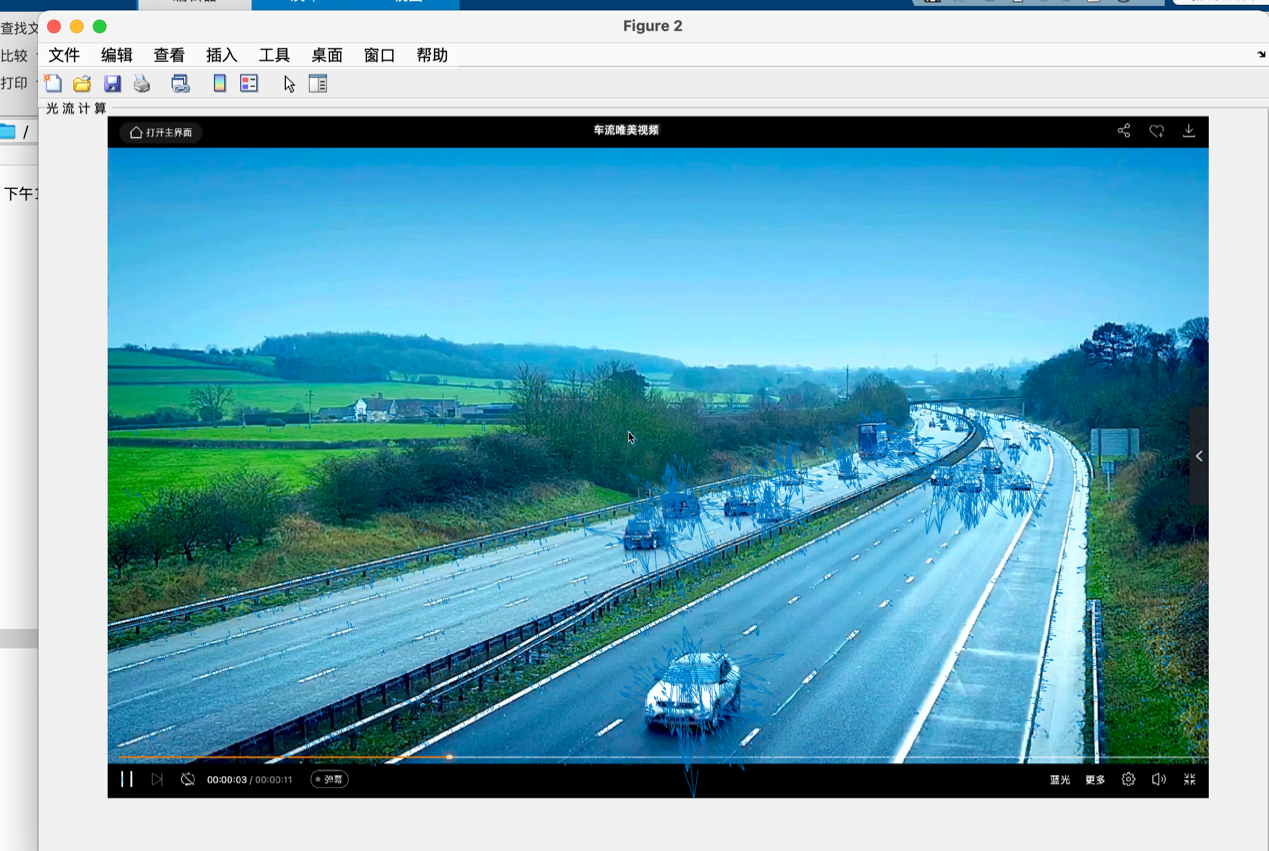 查找文
比较
打印
/
下午
Figure 2
文件 编辑 查看 插入 工具 桌面 窗口 帮助
光流计算
打开主界面
车流唯美视频
00:00:03 / 00:00:11
弹幕
蓝光 更多